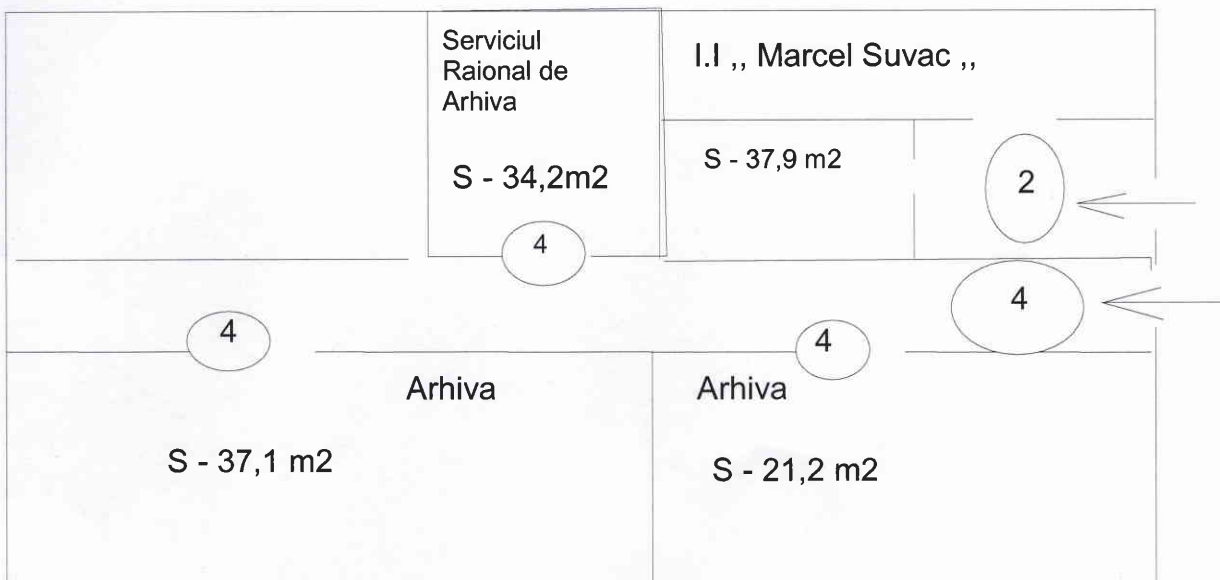 Serviciul
Raional de
Arhiva
S - 34,2m2
I.I ,, Marcel Suvac ,,
S - 37,9 m2
2
4
4
4
4
Arhiva
S - 37,1 m2
Arhiva
S - 21,2 m2